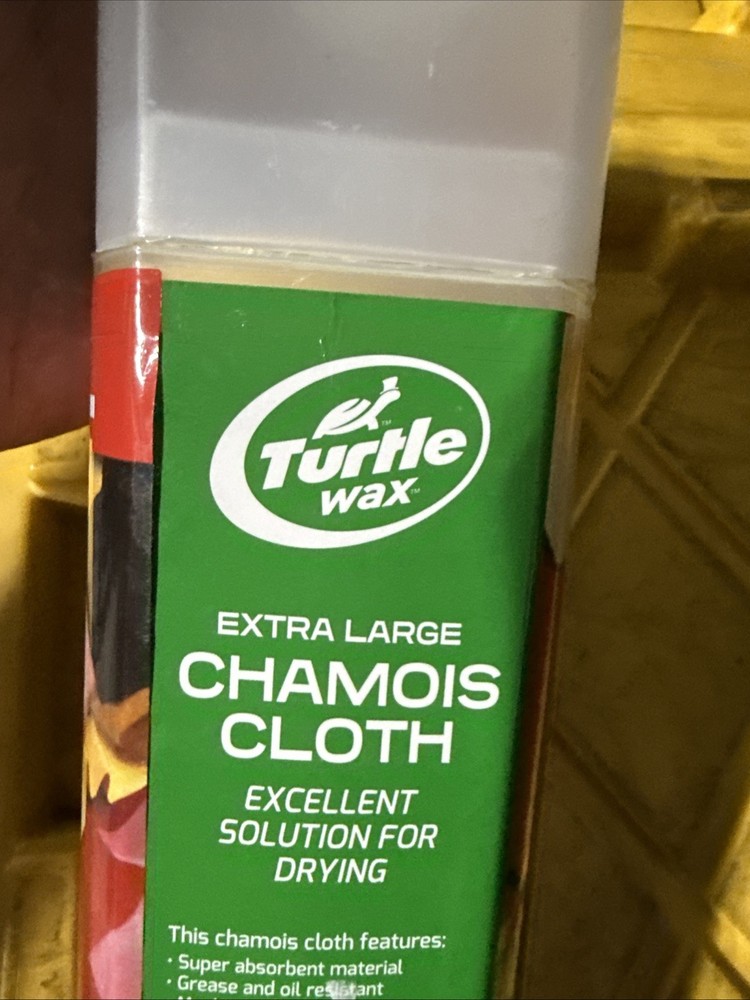 Turtle
wax
EXTRA LARGE
CHAMOIS
CLOTH
EXCELLENT
SOLUTION FOR
DRYING
This chamois cloth features:
• Super absorbent material
• Grease and oil resistant